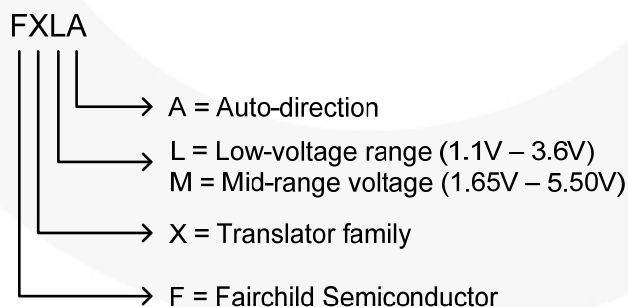 FXLA
A = Auto-direction
L = Low-voltage range (1.1V – 3.6V)
M = Mid-range voltage (1.65V – 5.50V)
X = Translator family
F = Fairchild Semiconductor